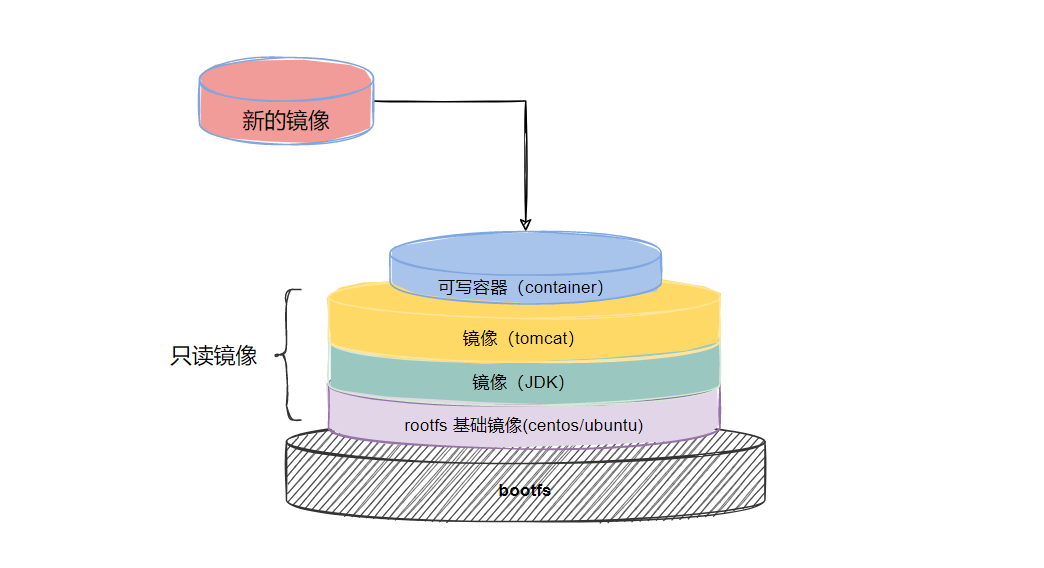 新的镜像
可写容器（container）
镜像（tomcat）
只读镜像
镜像（JDK）
rootfs 基础镜像(centos/ubuntu)
bootfs